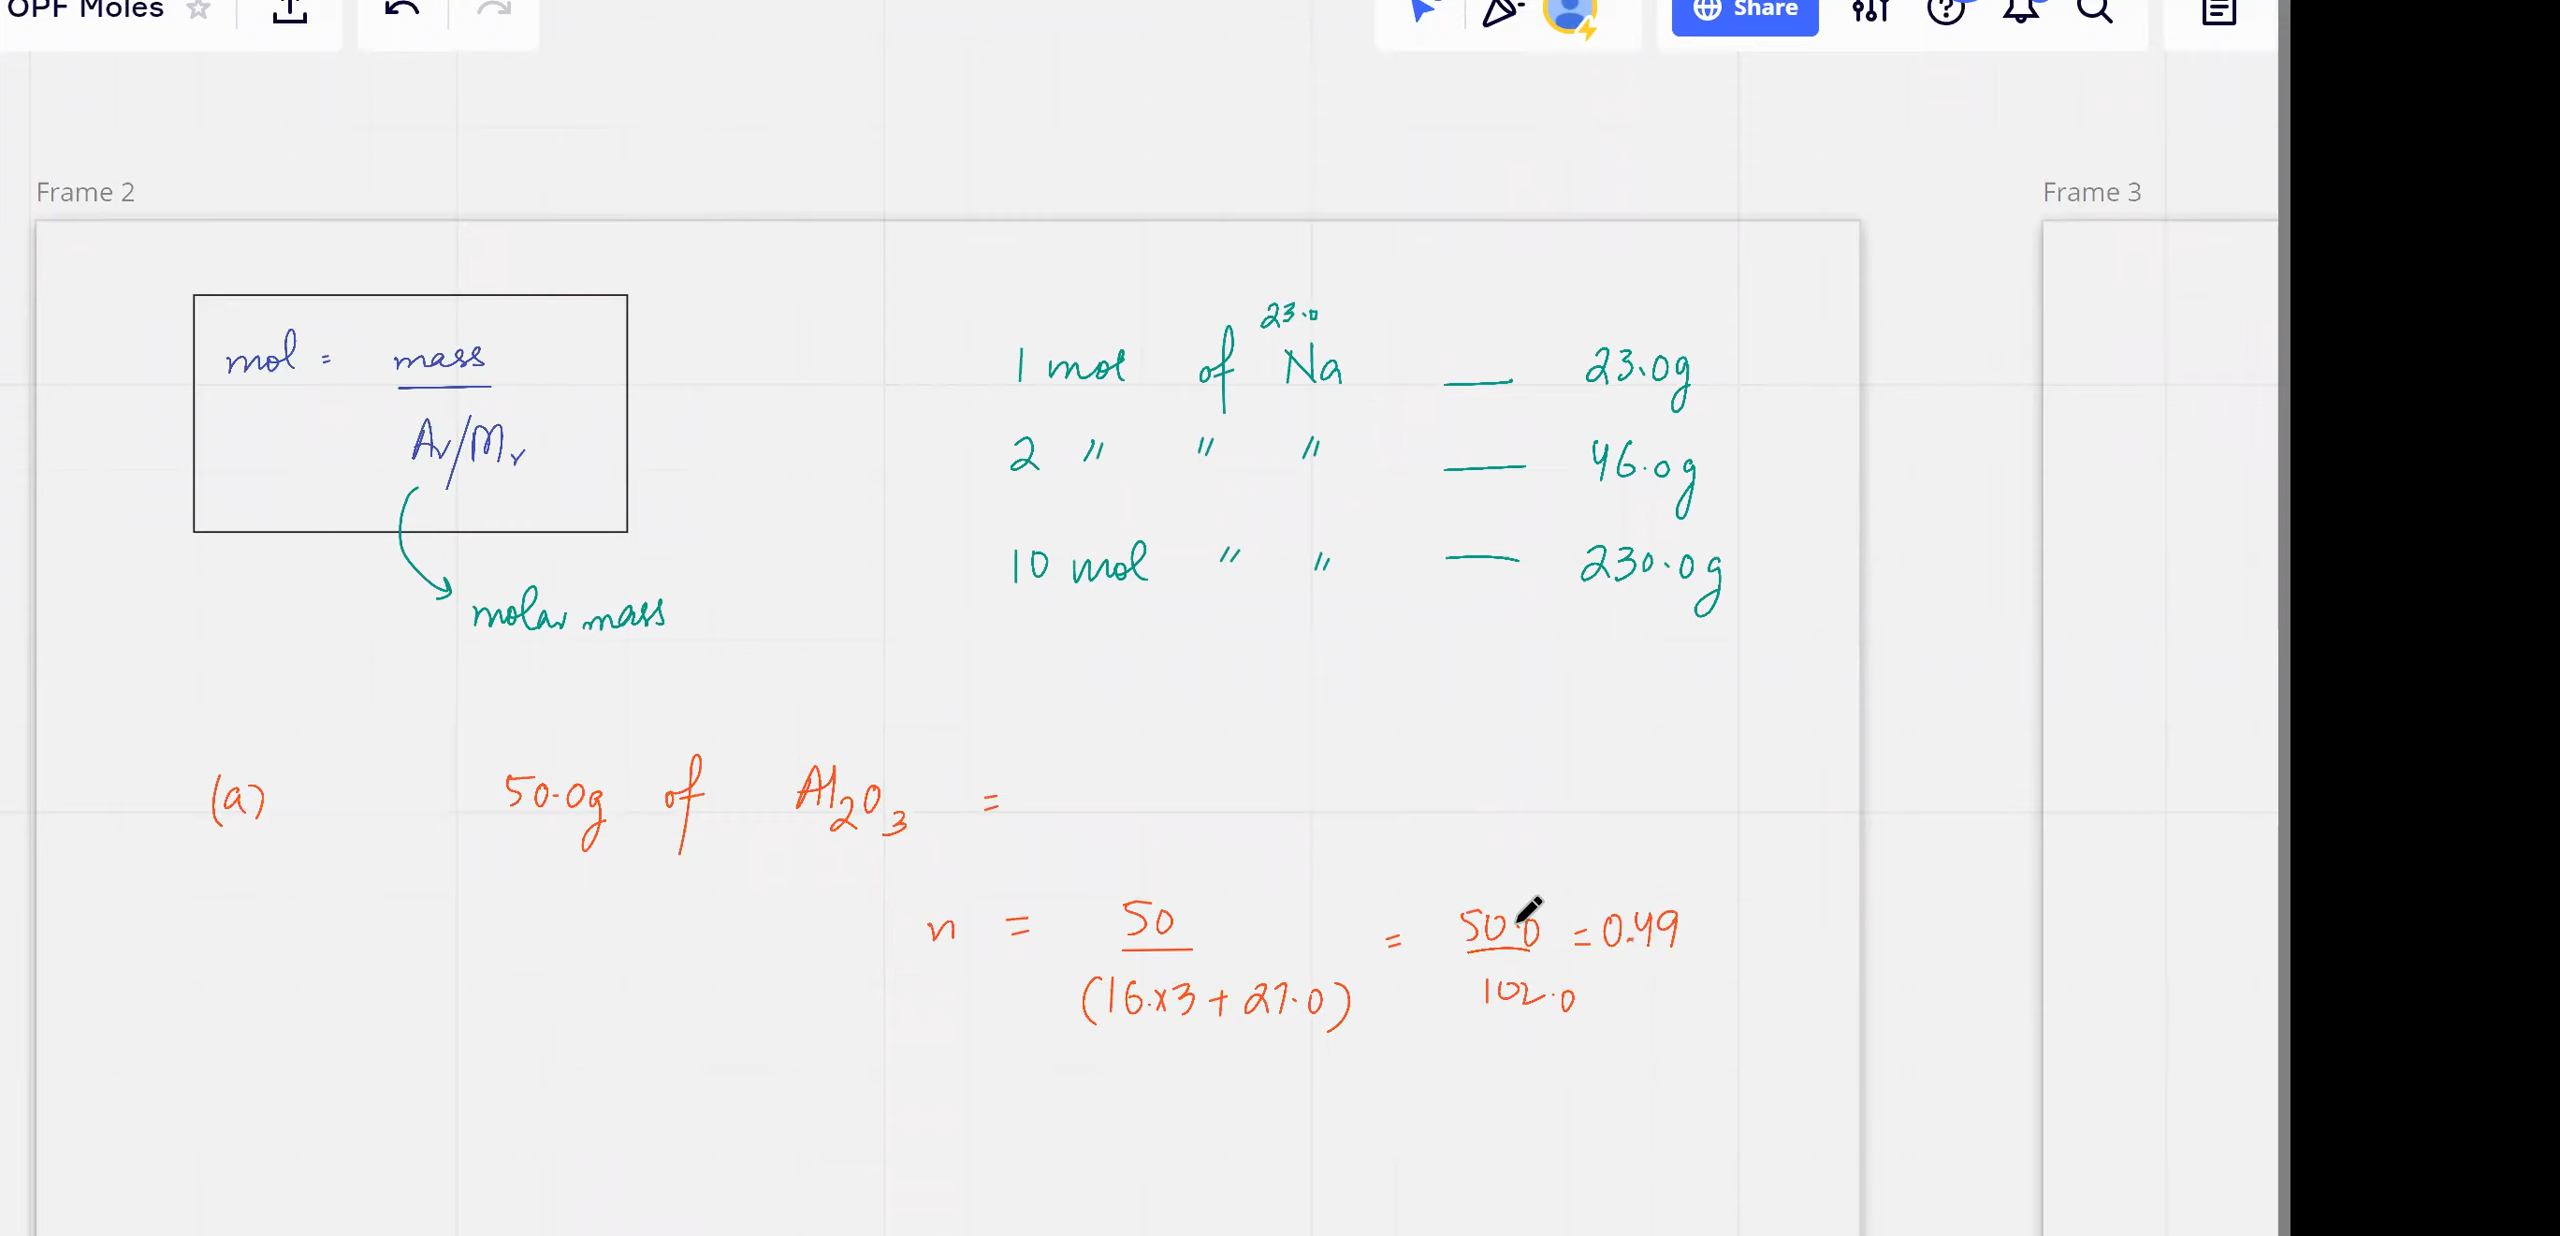 OPF Moles
Share
Frame 2
Frame 3
mol = mass
Ar/Mr
molar mass
23.0
1 mol of Na — 23.0g
2 " " " — 46.0g
10 mol " " — 230.0g
(a) 50.0g of Al2O3 =
n = 50 = 50.0 = 0.49
(16.x3 + 27.0) 102.0